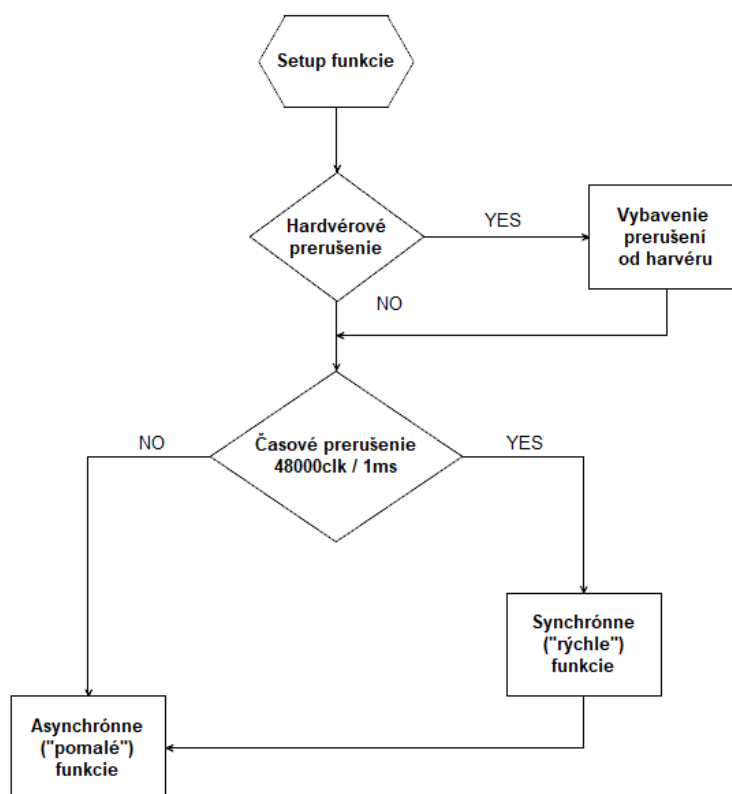 Setup funkcie
Hardvérové
prerušenie
YES
Vybavenie
prerušení
od harvéru
NO
NO
Časové prerušenie
48000clk / 1ms
YES
Synchrónne
("rýchle")
funkcie
Asynchrónne
("pomalé")
funkcie